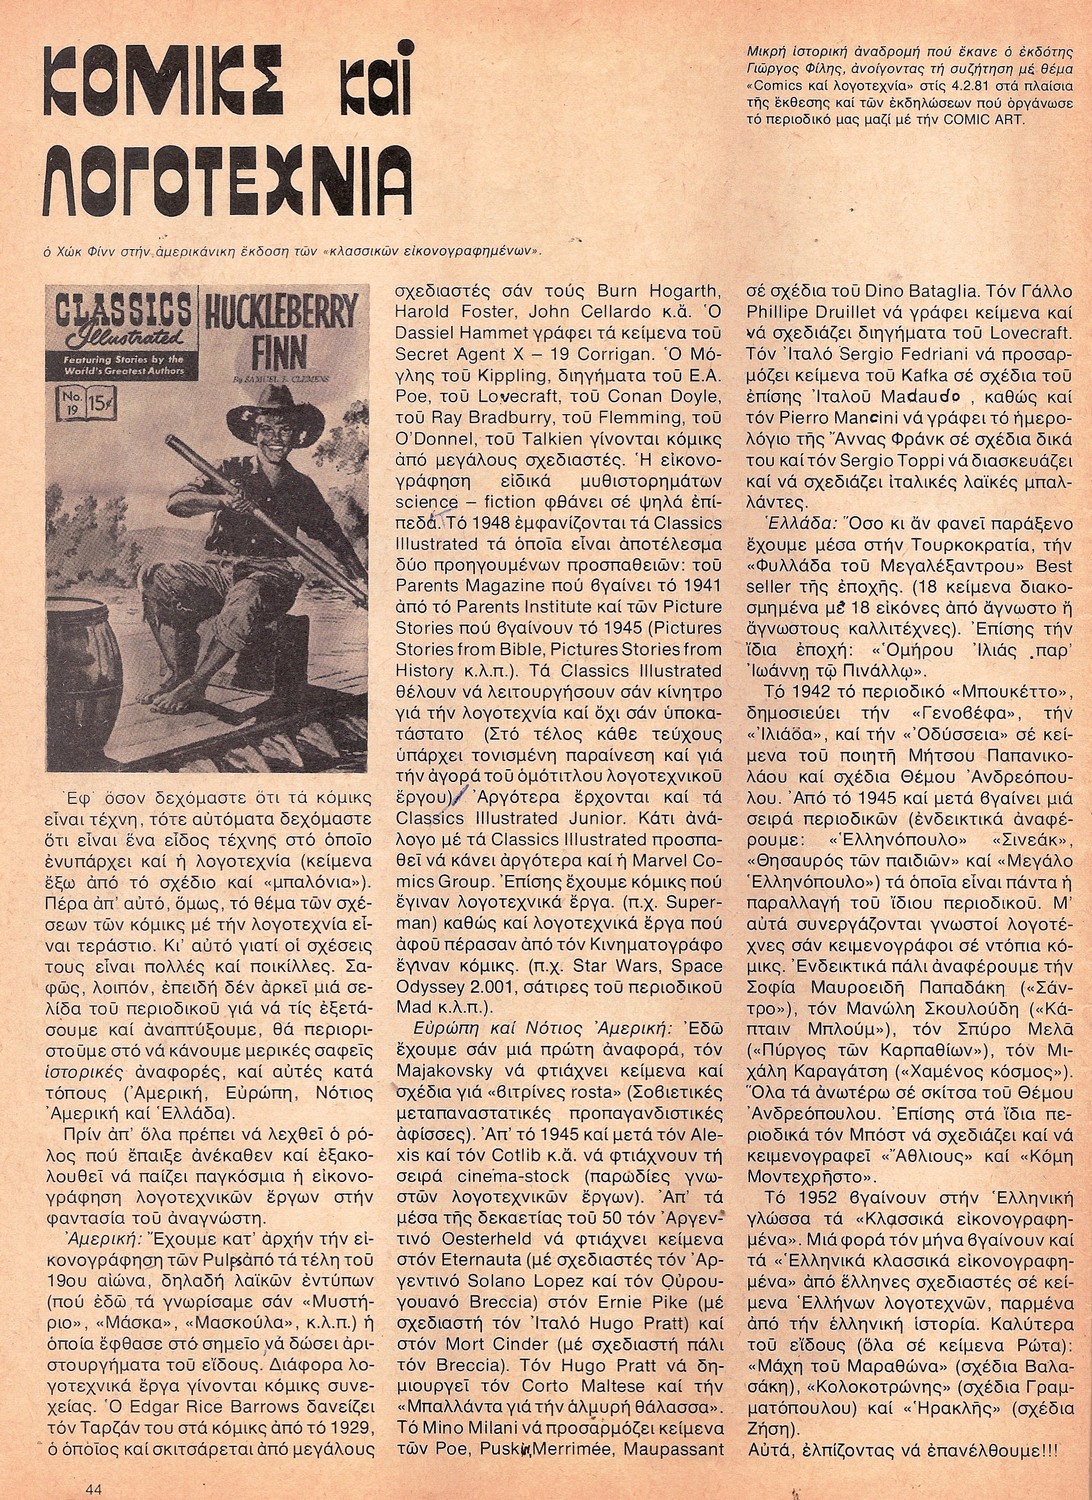 ΚΟΜΙΚΣ καί
ΛΟΓΟΤΕΧΝΙΑ
Μικρή ἱστορική ἀναδρομή πού ἔκανε ὁ ἐκδότης
Γιῶργος Φίλης, ἀνοίγοντας τή συζήτηση μέ θέμα
«Comics καί λογοτεχνία» στίς 4.2.81 στά πλαίσια
τῆς ἔκθεσης καί τῶν ἐκδηλώσεων πού ὀργάνωσε
τό περιοδικό μας μαζί μέ τήν COMIC ART.
ὁ Χώκ Φίνν στήν ἀμερικάνικη ἔκδοση τῶν «κλασσικῶν εἰκονογραφημένων».
CLASSICS
Illustrated
Featuring Stories by the
World's Greatest Authors
No. 19
15¢
HUCKLEBERRY
FINN
By SAMUEL L. CLEMENS
Ἐφ' ὅσον δεχόμαστε ὅτι τά κόμικς
εἶναι τέχνη, τότε αὐτόματα δεχόμαστε
ὅτι εἶναι ἕνα εἶδος τέχνης στό ὁποῖο
ἐνυπάρχει καί ἡ λογοτεχνία (κείμενα
ἔξω ἀπό τό σχέδιο καί «μπαλόνια»).
Πέρα ἀπ' αὐτό, ὅμως, τό θέμα τῶν σχέ-
σεων τῶν κόμικς μέ τήν λογοτεχνία εἶ-
ναι τεράστιο. Κι' αὐτό γιατί οἱ σχέσεις
τους εἶναι πολλές καί ποικίλλες. Σα-
φῶς, λοιπόν, ἐπειδή δέν ἀρκεῖ μιά σε-
λίδα τοῦ περιοδικοῦ γιά νά τίς ἐξετά-
σουμε καί ἀναπτύξουμε, θά περιορι-
στοῦμε στό νά κάνουμε μερικές σαφεῖς
ἱστορικές ἀναφορές, καί αὐτές κατά
τόπους (Ἀμερική, Εὐρώπη, Νότιος
Ἀμερική καί Ἑλλάδα).
Πρίν ἀπ' ὅλα πρέπει νά λεχθεῖ ὁ ρό-
λος πού ἔπαιξε ἀνέκαθεν καί ἐξακο-
λουθεῖ νά παίζει παγκόσμια ἡ εἰκονο-
γράφηση λογοτεχνικῶν ἔργων στήν
φαντασία τοῦ ἀναγνώστη.
Ἀμερική: Ἔχουμε κατ' ἀρχήν τήν εἰ-
κονογράφηση τῶν Pulps ἀπό τά τέλη τοῦ
19ου αἰώνα, δηλαδή λαϊκῶν ἐντύπων
(πού ἐδῶ τά γνωρίσαμε σάν «Μυστή-
ριο», «Μάσκα», «Μασκούλα», κ.λ.π.) ἡ
ὁποία ἔφθασε στό σημεῖο νά δώσει ἀρι-
στουργήματα τοῦ εἴδους. Διάφορα λο-
γοτεχνικά ἔργα γίνονται κόμικς συνε-
χείας. Ὁ Edgar Rice Barrows δανείζει
τόν Ταρζάν του στά κόμικς ἀπό τό 1929,
ὁ ὁποῖος καί σκιτσάρεται ἀπό μεγάλους
σχεδιαστές σάν τούς Burn Hogarth,
Harold Foster, John Cellardo κ.ἄ. Ὁ
Dassiel Hammet γράφει τά κείμενα τοῦ
Secret Agent X – 19 Corrigan. Ὁ Μό-
γλης τοῦ Kippling, διηγήματα τοῦ E.A.
Poe, τοῦ Lovecraft, τοῦ Conan Doyle,
τοῦ Ray Bradburry, τοῦ Flemming, τοῦ
O'Donnel, τοῦ Talkien γίνονται κόμικς
ἀπό μεγάλους σχεδιαστές. Ἡ εἰκονο-
γράφηση εἰδικά μυθιστορημάτων
science – fiction φθάνει σέ ψηλά ἐπί-
πεδα. Τό 1948 ἐμφανίζονται τά Classics
Illustrated τά ὁποῖα εἶναι ἀποτέλεσμα
δύο προηγουμένων προσπαθειῶν: τοῦ
Parents Magazine πού βγαίνει τό 1941
ἀπό τό Parents Institute καί τῶν Picture
Stories πού βγαίνουν τό 1945 (Pictures
Stories from Bible, Pictures Stories from
History κ.λ.π.). Τά Classics Illustrated
θέλουν νά λειτουργήσουν σάν κίνητρο
γιά τήν λογοτεχνία καί ὄχι σάν ὑποκα-
τάστατο (Στό τέλος κάθε τεύχους
ὑπάρχει τονισμένη παραίνεση καί γιά
τήν ἀγορά τοῦ ὁμότιτλου λογοτεχνικοῦ
ἔργου). Ἀργότερα ἔρχονται καί τά
Classics Illustrated Junior. Κάτι ἀνά-
λογο μέ τά Classics Illustrated προσπα-
θεῖ νά κάνει ἀργότερα καί ἡ Marvel Co-
mics Group. Ἐπίσης ἔχουμε κόμικς πού
ἔγιναν λογοτεχνικά ἔργα. (π.χ. Super-
man) καθώς καί λογοτεχνικά ἔργα πού
ἀφοῦ πέρασαν ἀπό τόν Κινηματογράφο
ἔγιναν κόμικς. (π.χ. Star Wars, Space
Odyssey 2.001, σάτιρες τοῦ περιοδικοῦ
Mad κ.λ.π.).
Εὐρώπη καί Νότιος Ἀμερική: Ἐδῶ
ἔχουμε σάν μιά πρώτη ἀναφορά, τόν
Majakovsky νά φτιάχνει κείμενα καί
σχέδια γιά «βιτρίνες rosta» (Σοβιετικές
μεταπαναστατικές προπαγανδιστικές
ἀφίσσες). Ἀπ' τό 1945 καί μετά τόν Ale-
xis καί τόν Cotlib κ.ἄ. νά φτιάχνουν τή
σειρά cinema-stock (παρωδίες γνω-
στῶν λογοτεχνικῶν ἔργων). Ἀπ' τά
μέσα τῆς δεκαετίας τοῦ 50 τόν Ἀργεν-
τινό Oesterheld νά φτιάχνει κείμενα
στόν Eternauta (μέ σχεδιαστές τόν Ἀρ-
γεντινό Solano Lopez καί τόν Οὐρου-
γουανό Breccia) στόν Ernie Pike (μέ
σχεδιαστή τόν Ἰταλό Hugo Pratt) καί
στόν Mort Cinder (μέ σχεδιαστή πάλι
τόν Breccia). Τόν Hugo Pratt νά δη-
μιουργεῖ τόν Corto Maltese καί τήν
«Μπαλλάντα γιά τήν ἁλμυρή θάλασσα».
Τό Mino Milani νά προσαρμόζει κείμενα
τῶν Poe, Puskin, Merrimée, Maupassant
σέ σχέδια τοῦ Dino Bataglia. Τόν Γάλλο
Phillipe Druillet νά γράφει κείμενα καί
νά σχεδιάζει διηγήματα τοῦ Lovecraft.
Τόν Ἰταλό Sergio Fedriani νά προσαρ-
μόζει κείμενα τοῦ Kafka σέ σχέδια τοῦ
ἐπίσης Ἰταλοῦ Madaudo , καθώς καί
τόν Pierro Mancini νά γράφει τό ἡμερο-
λόγιο τῆς Ἄννας Φράνκ σέ σχέδια δικά
του καί τόν Sergio Toppi νά διασκευάζει
καί νά σχεδιάζει ἰταλικές λαϊκές μπαλ-
λάντες.
Ἑλλάδα: Ὅσο κι ἄν φανεῖ παράξενο
ἔχουμε μέσα στήν Τουρκοκρατία, τήν
«Φυλλάδα τοῦ Μεγαλέξαντρου» Best
seller τῆς ἐποχῆς. (18 κείμενα διακο-
σμημένα μέ 18 εἰκόνες ἀπό ἄγνωστο ἤ
ἄγνωστους καλλιτέχνες). Ἐπίσης τήν
ἴδια ἐποχή: «Ὁμήρου Ἰλιάς παρ'
Ἰωάννη τῷ Πινάλλῳ».
Τό 1942 τό περιοδικό «Μπουκέττο»,
δημοσιεύει τήν «Γενοβέφα», τήν
«Ἰλιάδα», καί τήν «Ὀδύσσεια» σέ κεί-
μενα τοῦ ποιητῆ Μήτσου Παπανικο-
λάου καί σχέδια Θέμου Ἀνδρεόπου-
λου. Ἀπό τό 1945 καί μετά βγαίνει μιά
σειρά περιοδικῶν (ἐνδεικτικά ἀναφέ-
ρουμε: «Ἑλληνόπουλο» «Σινεάκ»,
«Θησαυρός τῶν παιδιῶν» καί «Μεγάλο
Ἑλληνόπουλο») τά ὁποῖα εἶναι πάντα ἡ
παραλλαγή τοῦ ἴδιου περιοδικοῦ. Μ'
αὐτά συνεργάζονται γνωστοί λογοτέ-
χνες σάν κειμενογράφοι σέ ντόπια κό-
μικς. Ἐνδεικτικά πάλι ἀναφέρουμε τήν
Σοφία Μαυροειδῆ Παπαδάκη («Σάν-
τρο»), τόν Μανώλη Σκουλούδη («Κά-
πταιν Μπλούμ»), τόν Σπύρο Μελᾶ
(«Πύργος τῶν Καρπαθίων»), τόν Μι-
χάλη Καραγάτση («Χαμένος κόσμος»).
Ὅλα τά ἀνωτέρω σέ σκίτσα τοῦ Θέμου
Ἀνδρεόπουλου. Ἐπίσης στά ἴδια πε-
ριοδικά τόν Μπόστ νά σχεδιάζει καί νά
κειμενογραφεῖ «Ἄθλιους» καί «Κόμη
Μοντεχρῆστο».
Τό 1952 βγαίνουν στήν Ἑλληνική
γλώσσα τά «Κλασσικά εἰκονογραφη-
μένα». Μιά φορά τόν μήνα βγαίνουν καί
τά «Ἑλληνικά κλασσικά εἰκονογραφη-
μένα» ἀπό ἕλληνες σχεδιαστές σέ κεί-
μενα Ἑλλήνων λογοτεχνῶν, παρμένα
ἀπό τήν ἑλληνική ἱστορία. Καλύτερα
τοῦ εἴδους (ὅλα σέ κείμενα Ρώτα):
«Μάχη τοῦ Μαραθώνα» (σχέδια Βαλα-
σάκη), «Κολοκοτρώνης» (σχέδια Γραμ-
ματόπουλου) καί «Ἡρακλῆς» (σχέδια
Ζήση).
Αὐτά, ἐλπίζοντας νά ἐπανέλθουμε!!!
44